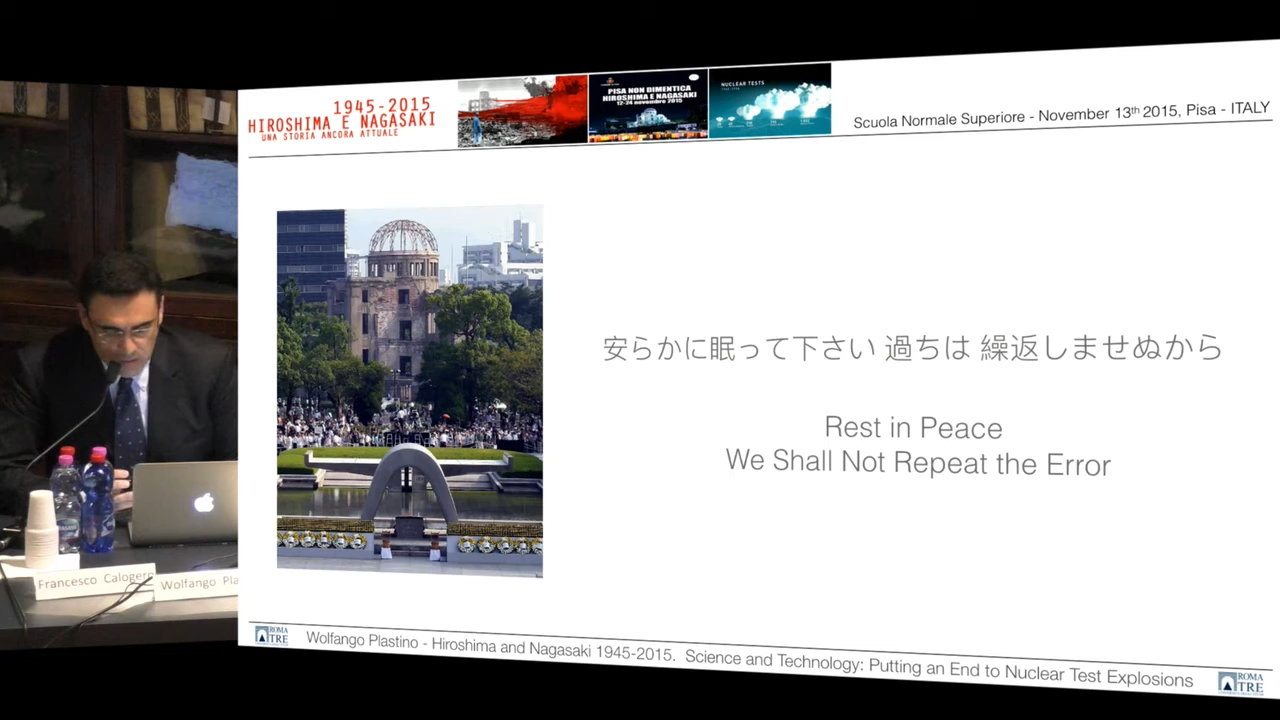 1945-2015
HIROSHIMA E NAGASAKI
UNA STORIA ANCORA ATTUALE
PISA NON DIMENTICA
HIROSHIMA E NAGASAKI
12-24 novembre 2015
NUCLEAR TESTS
Scuola Normale Superiore - November 13th 2015, Pisa - ITALY
安らかに眠って下さい 過ちは 繰返しませぬから
Rest in Peace
We Shall Not Repeat the Error
Francesco Calogero
Wolfango Pla
ROMA
TRE
Wolfango Plastino - Hiroshima and Nagasaki 1945-2015. Science and Technology: Putting an End to Nuclear Test Explosions
ROMA
TRE